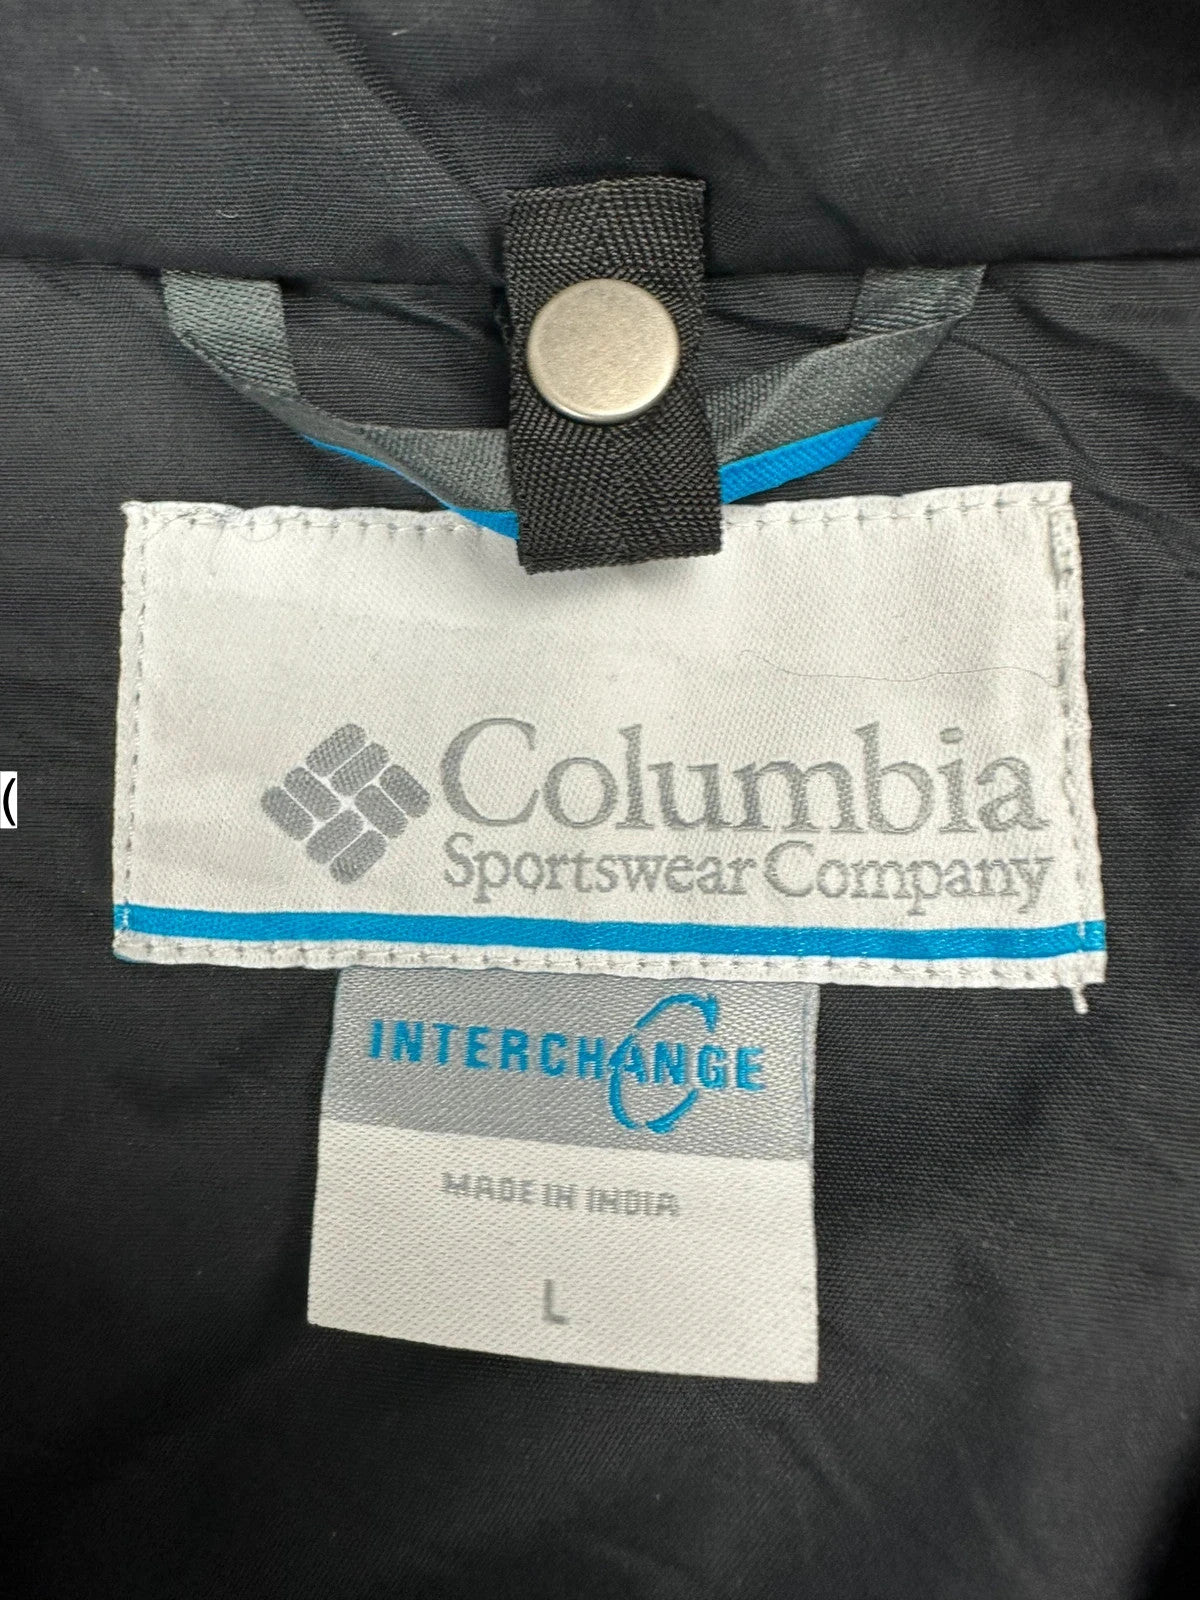 (
Columbia
Sportswear Company
INTERCHANGE
MADE IN INDIA
L